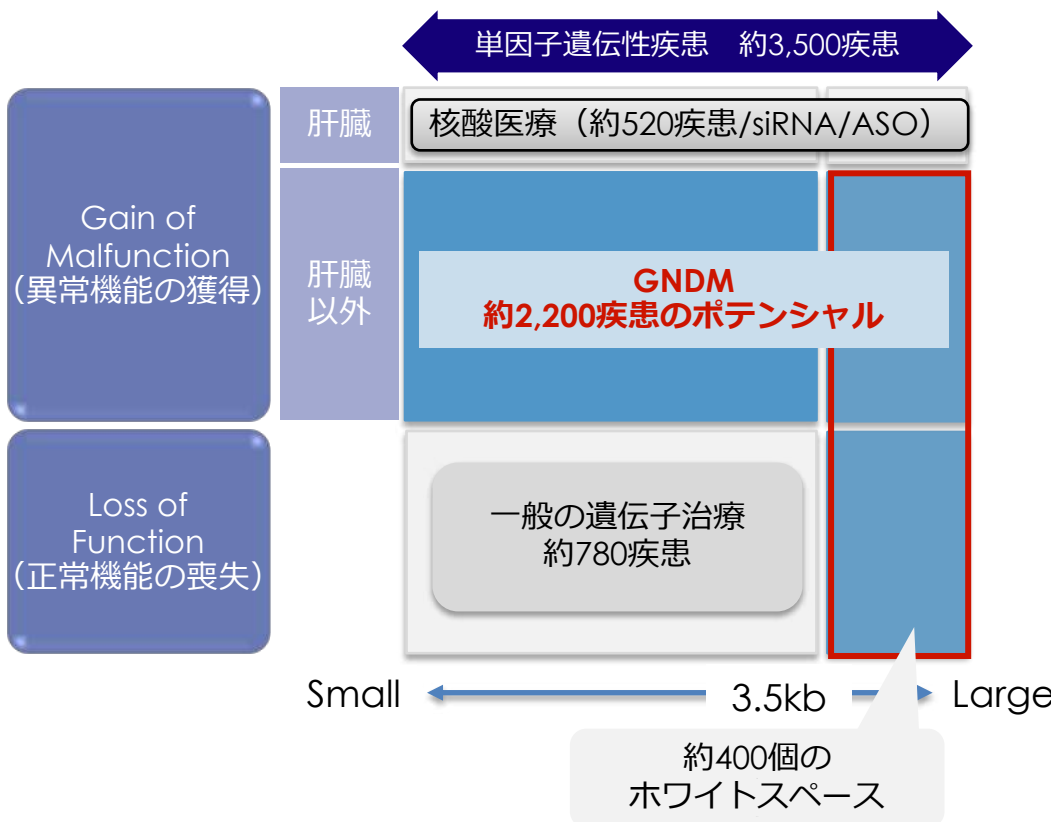 単因子遺伝性疾患　約3,500疾患
Gain of
Malfunction
（異常機能の獲得）
肝臓
核酸医療（約520疾患/siRNA/ASO）
肝臓
以外
GNDM
約2,200疾患のポテンシャル
Loss of
Function
（正常機能の喪失）
一般の遺伝子治療
約780疾患
Small
3.5kb
Large
約400個の
ホワイトスペース